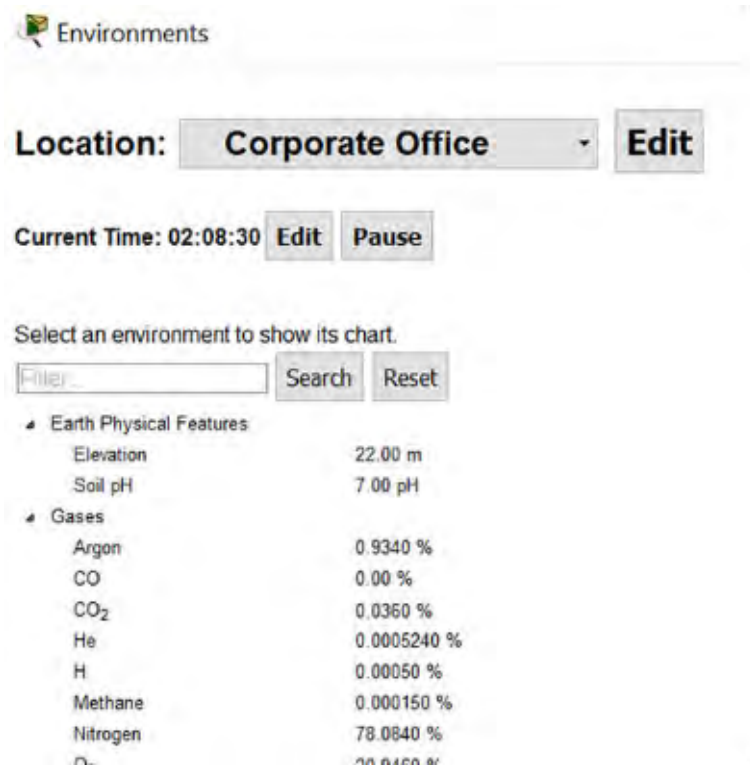 Environments
Location: Corporate Office Edit
Current Time: 02:08:30 Edit Pause
Select an environment to show its chart.
Filter... Search Reset
Earth Physical Features
Elevation 22.00 m
Soil pH 7.00 pH
Gases
Argon 0.9340 %
CO 0.00 %
CO₂ 0.0360 %
He 0.0005240 %
H 0.00050 %
Methane 0.000150 %
Nitrogen 78.0840 %